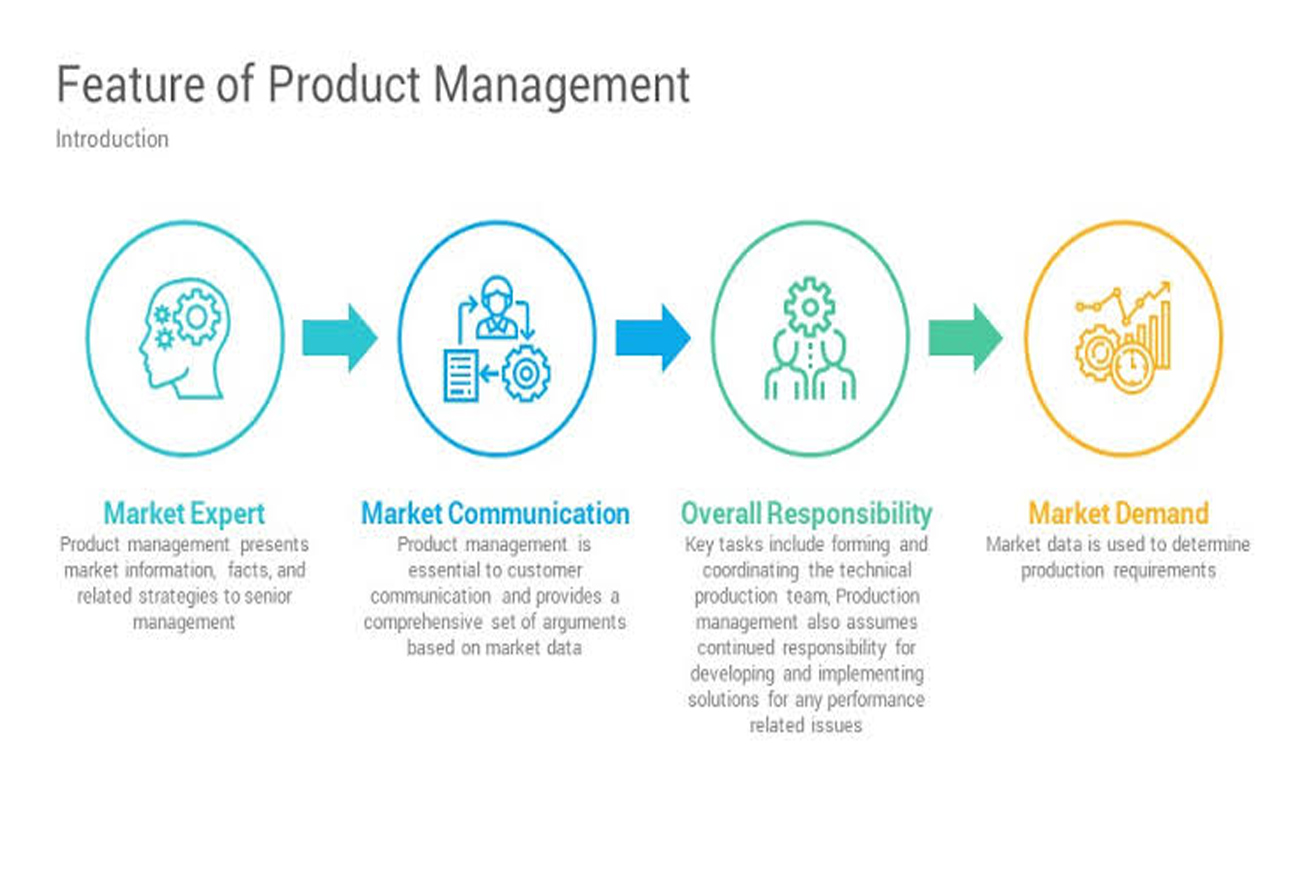 Feature of Product Management
Introduction
Market Expert
Product management presents
market information, facts, and
related strategies to senior
management
Market Communication
Product management is
essential to customer
communication and provides a
comprehensive set of arguments
based on market data
Overall Responsibility
Key tasks include forming and
coordinating the technical
production team, Production
management also assumes
continued responsibility for
developing and implementing
solutions for any performance
related issues
Market Demand
Market data is used to determine
production requirements